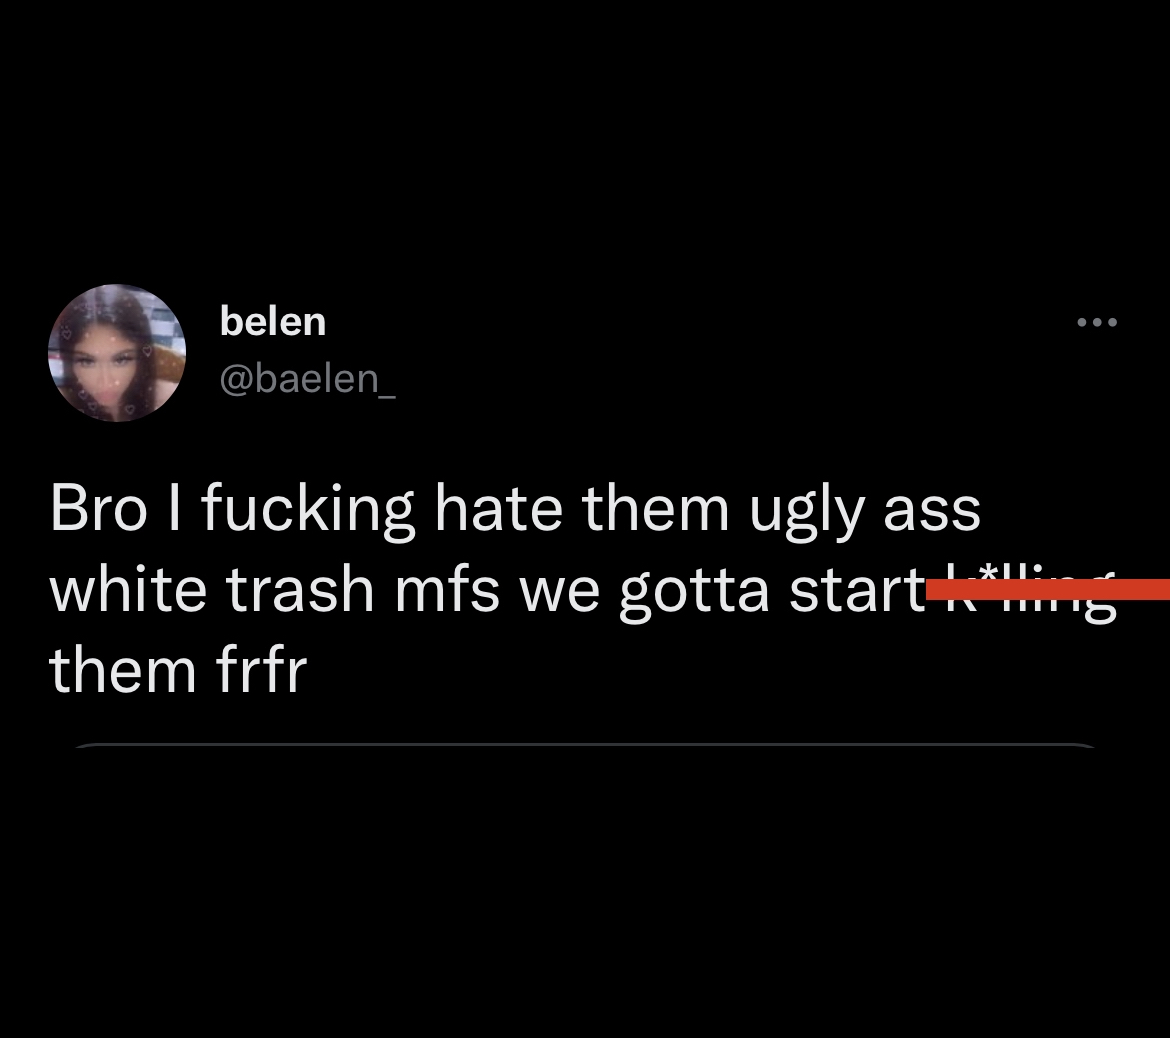 belen
@baelen_
Bro I fucking hate them ugly ass
white trash mfs we gotta start k*lling
them frfr